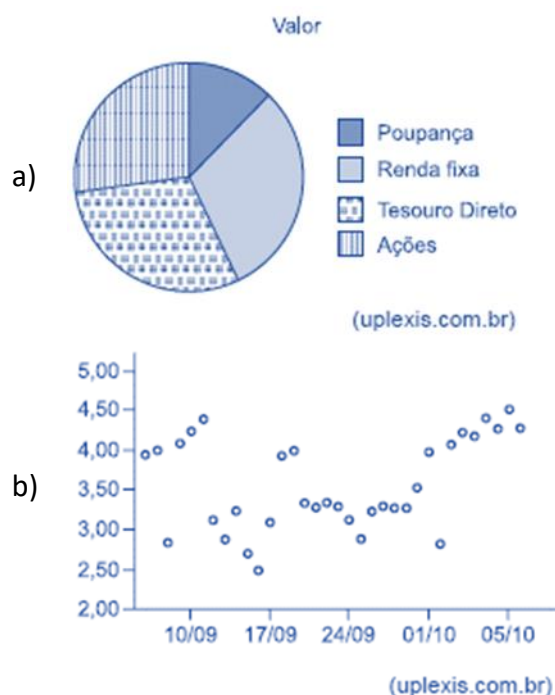 Valor
a)
Poupança
Renda fixa
Tesouro Direto
Ações
(uplexis.com.br)
b)
5,00
4,50
4,00
3,50
3,00
2,50
2,00
10/09 17/09 24/09 01/10 05/10
(uplexis.com.br)